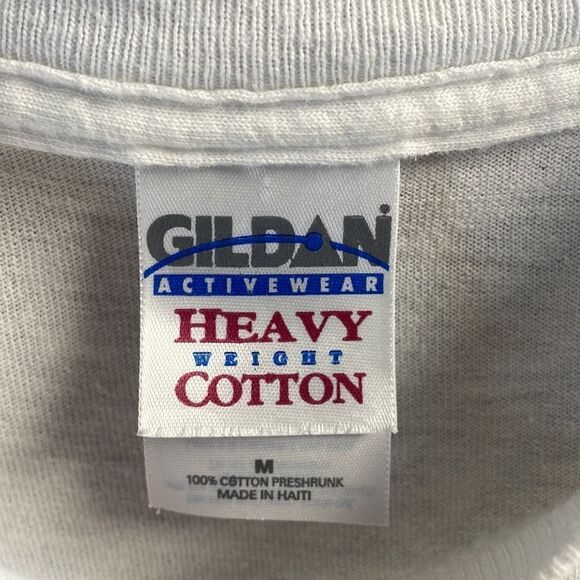 GILDAN
ACTIVEWEAR
HEAVY
WEIGHT
COTTON
M
100% COTTON PRESHRUNK
MADE IN HAITI